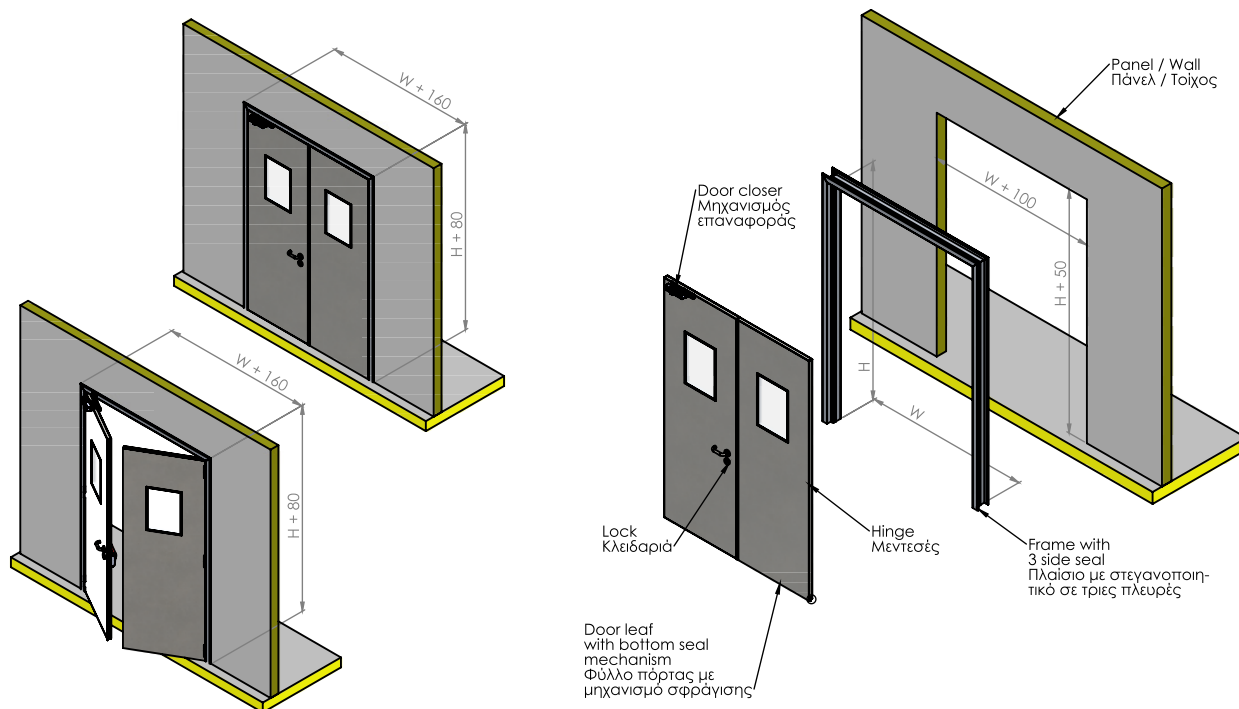 W + 160
H + 80
W + 160
H + 80
Panel / Wall
Πάνελ / Τοίχος
W + 100
H + 50
Door closer
Μηχανισμός
επαναφοράς
H
W
Lock
Κλειδαριά
Hinge
Μεντεσές
Frame with
3 side seal
Πλαίσιο με στεγανοποιη-
τικό σε τριες πλευρές
Door leaf
with bottom seal
mechanism
Φύλλο πόρτας με
μηχανισμό σφράγισης